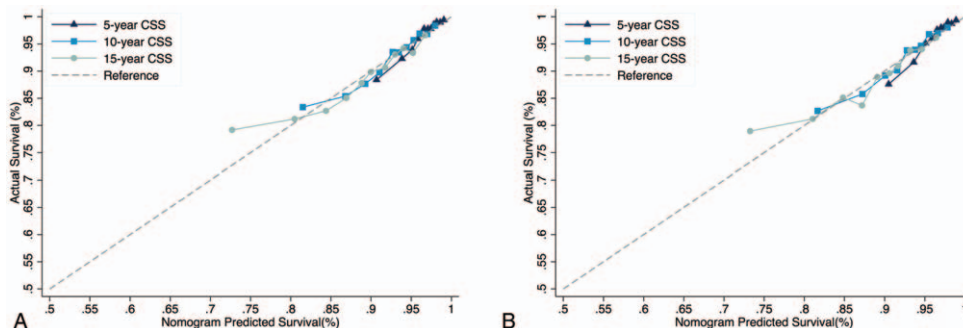 5-year CSS
10-year CSS
15-year CSS
Reference
Actual Survival (%)
1
.95
.9
.85
.8
.75
.7
.65
.6
.55
.5
.5 .55 .6 .65 .7 .75 .8 .85 .9 .95 1
Nomogram Predicted Survival(%)
A
5-year CSS
10-year CSS
15-year CSS
Reference
Actual Survival (%)
1
.95
.9
.85
.8
.75
.7
.65
.6
.55
.5
.5 .55 .6 .65 .7 .75 .8 .85 .9 .95 1
Nomogram Predicted Survival(%)
B